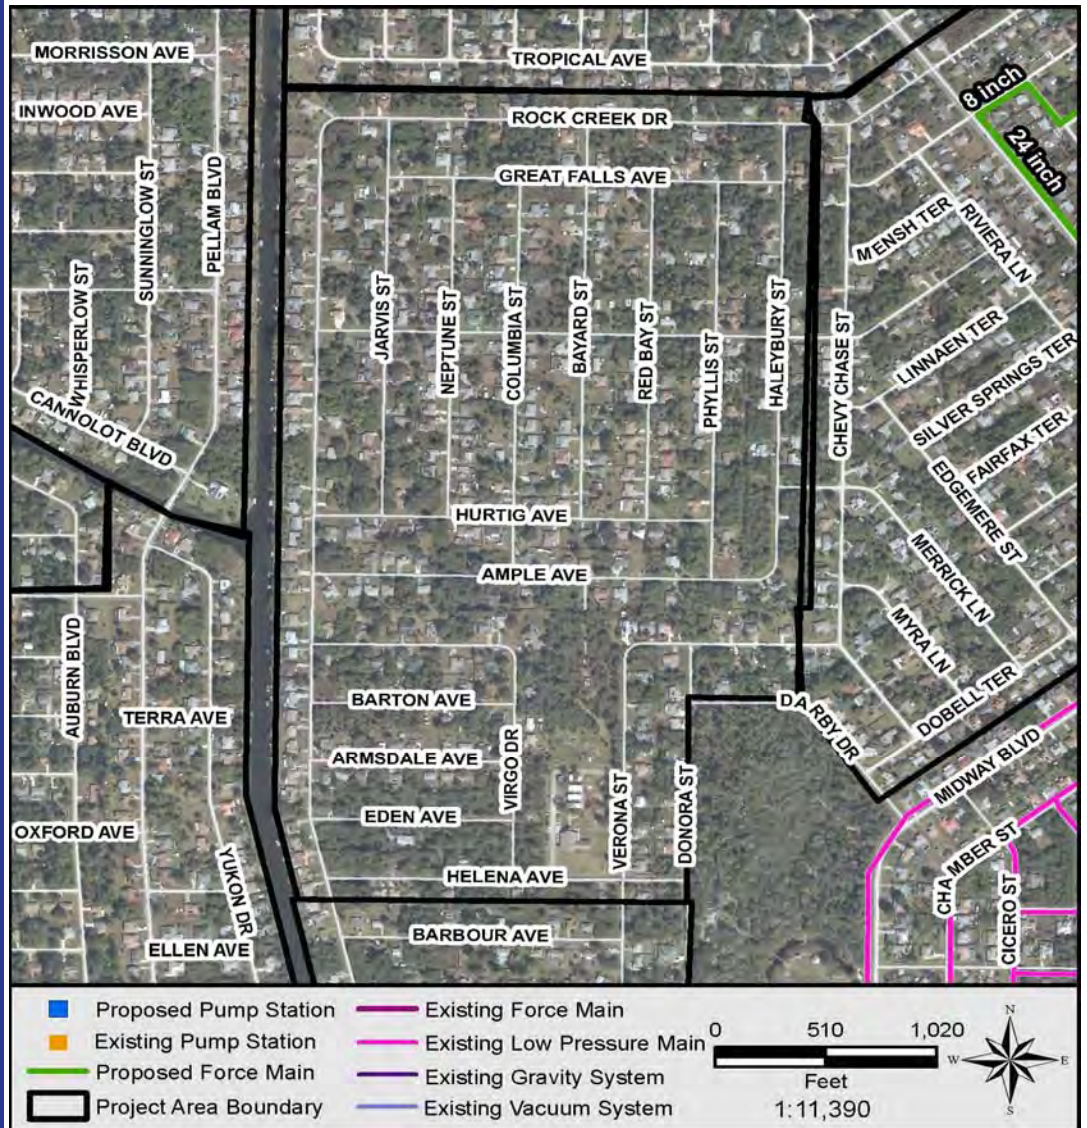 MORRISSON AVE
TROPICAL AVE
INWOOD AVE
ROCK CREEK DR
8 inch
24 inch
GREAT FALLS AVE
SUNNINGLOW ST
PELLAM BLVD
MENSH TER
RIVIERA LN
WHISPERLOW ST
JARVIS ST
NEPTUNE ST
COLUMBIA ST
BAYARD ST
RED BAY ST
PHYLLIS ST
HALEYBURY ST
CHEVY CHASE ST
LINNAEN TER
SILVER SPRINGS TER
FAIRFAX TER
CANNOLOT BLVD
EDGEMERE ST
HURTIG AVE
AMPLE AVE
MERRICK LN
MYRA LN
AUBURN BLVD
TERRA AVE
BARTON AVE
DARBY DR
DOBELL TER
ARMSDALE AVE
VIRGO DR
VERONA ST
DONORA ST
MIDWAY BLVD
OXFORD AVE
EDEN AVE
CHAMBER ST
YUKON DR
HELENA AVE
CICERO ST
ELLEN AVE
BARBOUR AVE
Proposed Pump Station
Existing Pump Station
Proposed Force Main
Project Area Boundary
Existing Force Main
Existing Low Pressure Main
Existing Gravity System
Existing Vacuum System
0 510 1,020
Feet
1:11,390
N
W E
S